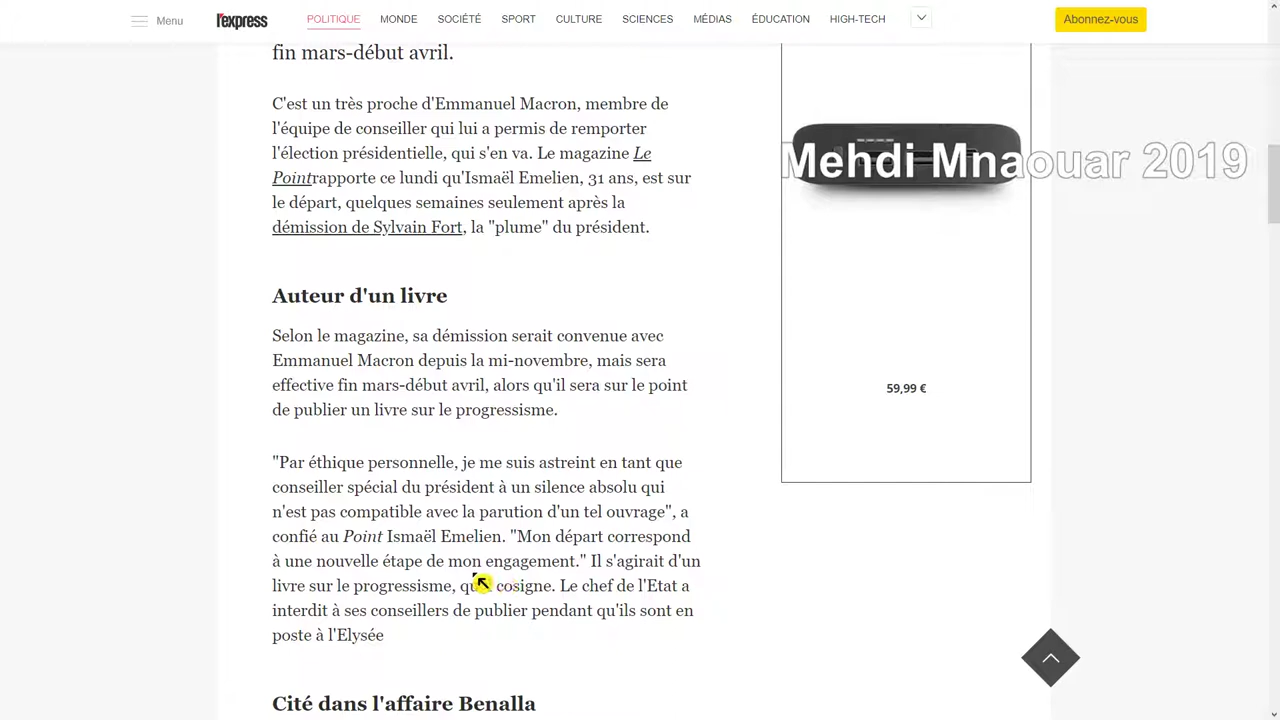 Menu
l'express
POLITIQUE
MONDE
SOCIÉTÉ
SPORT
CULTURE
SCIENCES
MÉDIAS
ÉDUCATION
HIGH-TECH
Abonnez-vous
fin mars-début avril.
C'est un très proche d'Emmanuel Macron, membre de
l'équipe de conseiller qui lui a permis de remporter
l'élection présidentielle, qui s'en va. Le magazine Le
Pointrapporte ce lundi qu'Ismaël Emelien, 31 ans, est sur
le départ, quelques semaines seulement après la
démission de Sylvain Fort, la "plume" du président.
Mehdi Mnaouar 2019
Auteur d'un livre
Selon le magazine, sa démission serait convenue avec
Emmanuel Macron depuis la mi-novembre, mais sera
effective fin mars-début avril, alors qu'il sera sur le point
de publier un livre sur le progressisme.
59,99 €
"Par éthique personnelle, je me suis astreint en tant que
conseiller spécial du président à un silence absolu qui
n'est pas compatible avec la parution d'un tel ouvrage", a
confié au Point Ismaël Emelien. "Mon départ correspond
à une nouvelle étape de mon engagement." Il s'agirait d'un
livre sur le progressisme, cosigne. Le chef de l'Etat a
interdit à ses conseillers de publier pendant qu'ils sont en
poste à l'Elysée
Cité dans l'affaire Benalla